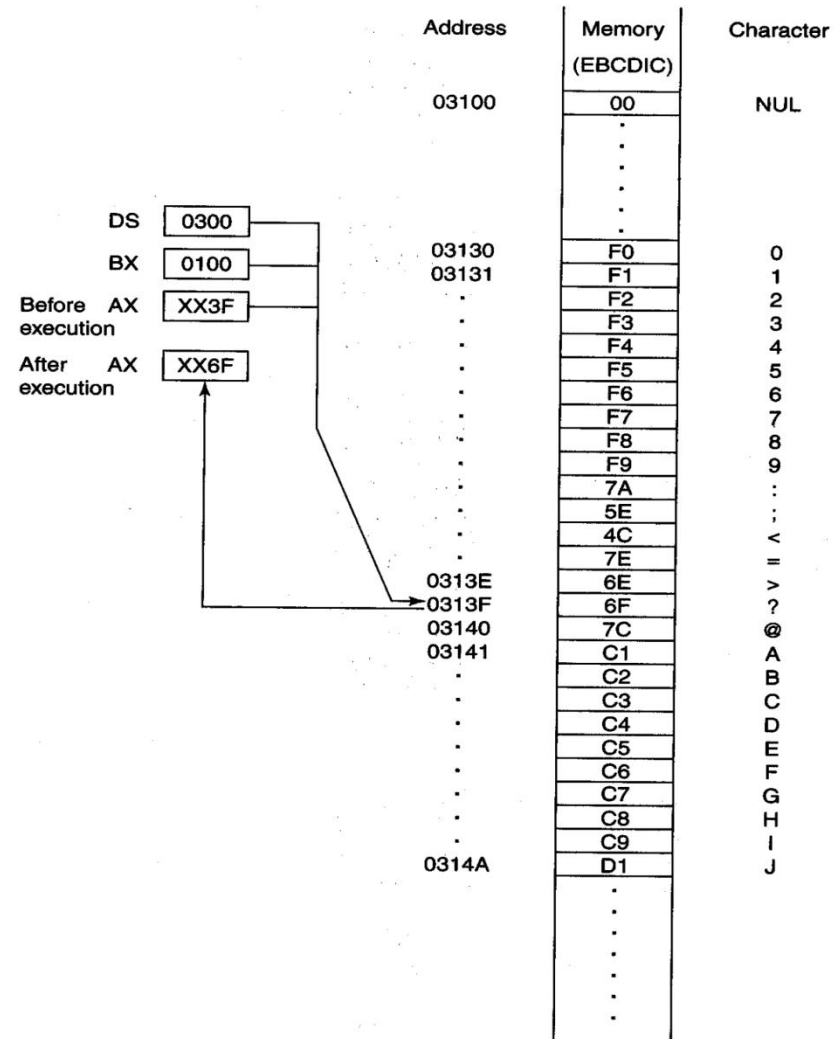 Address Memory Character
(EBCDIC)
03100 00 NUL
DS 0300
03130 F0 0
BX 0100
03131 F1 1
F2 2
Before AX XX3F
execution
F3 3
F4 4
After AX XX6F
execution
F5 5
F6 6
F7 7
F8 8
F9 9
7A :
5E ;
4C <
7E =
0313E 6E >
0313F 6F ?
03140 7C @
03141 C1 A
C2 B
C3 C
C4 D
C5 E
C6 F
C7 G
C8 H
C9 I
0314A D1 J